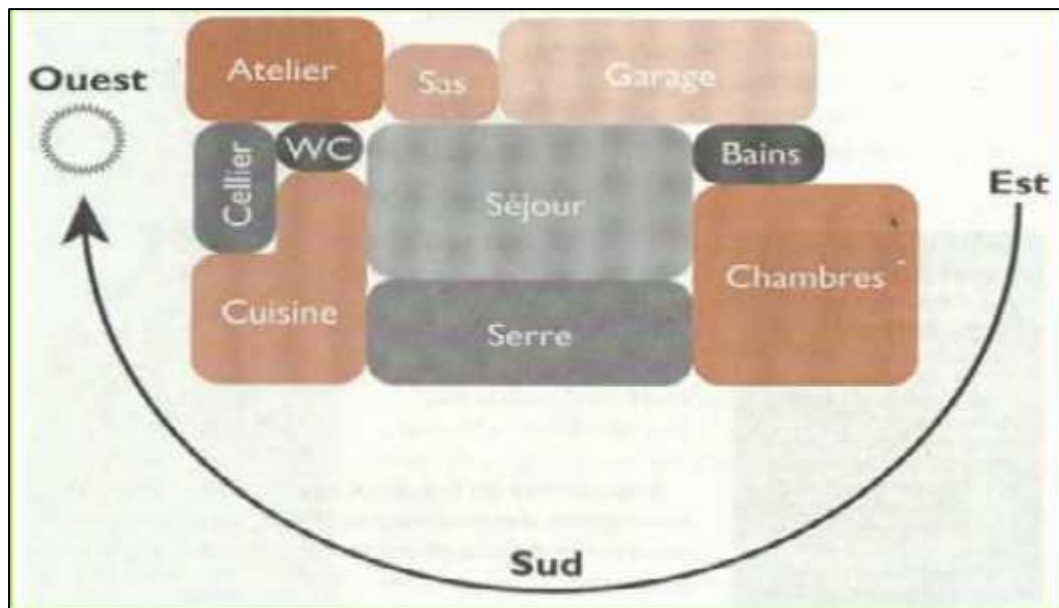 Ouest
Atelier
Sas
Garage
Cellier
WC
Séjour
Bains
Est
Cuisine
Serre
Chambres
Sud